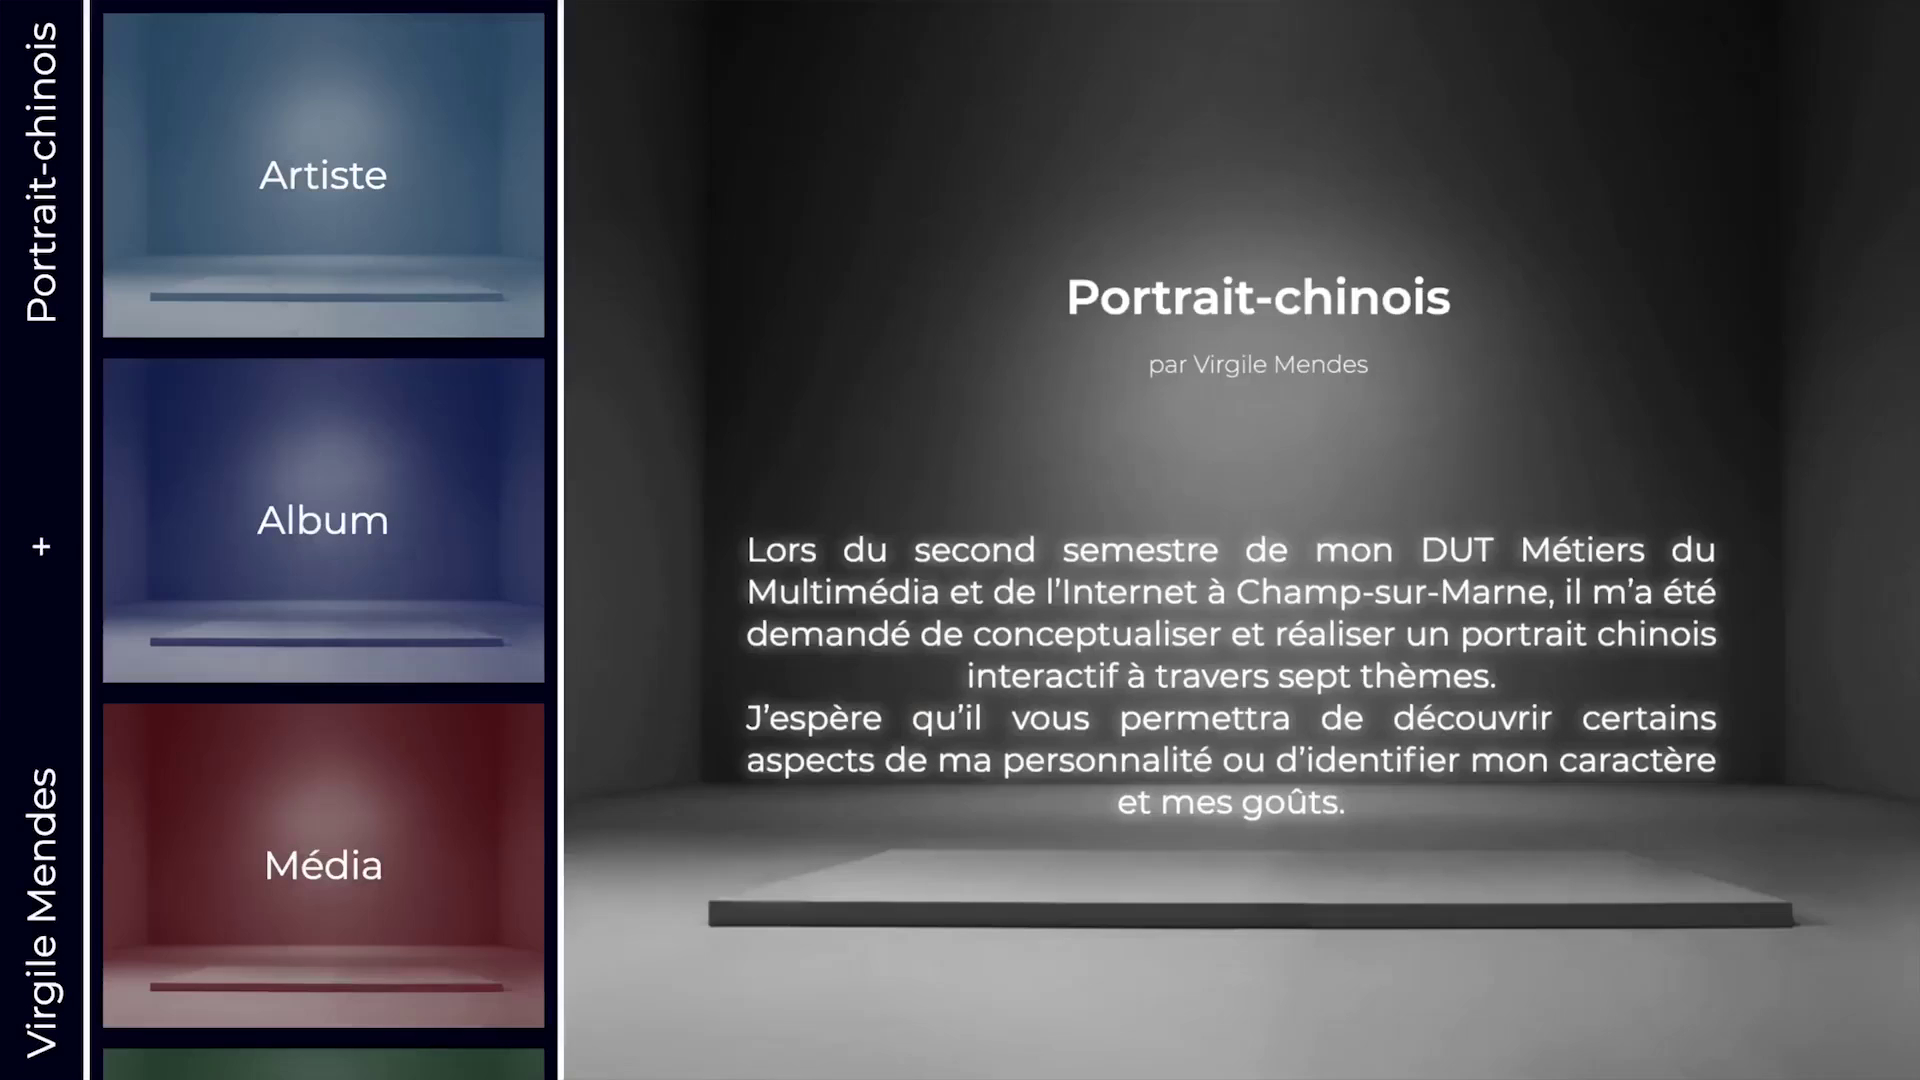 Portrait-chinois
+
Virgile Mendes
Artiste
Album
Média
Portrait-chinois
par Virgile Mendes
Lors du second semestre de mon DUT Métiers du
Multimédia et de l’Internet à Champ-sur-Marne, il m’a été
demandé de conceptualiser et réaliser un portrait chinois
interactif à travers sept thèmes.
J’espère qu’il vous permettra de découvrir certains
aspects de ma personnalité ou d’identifier mon caractère
et mes goûts.